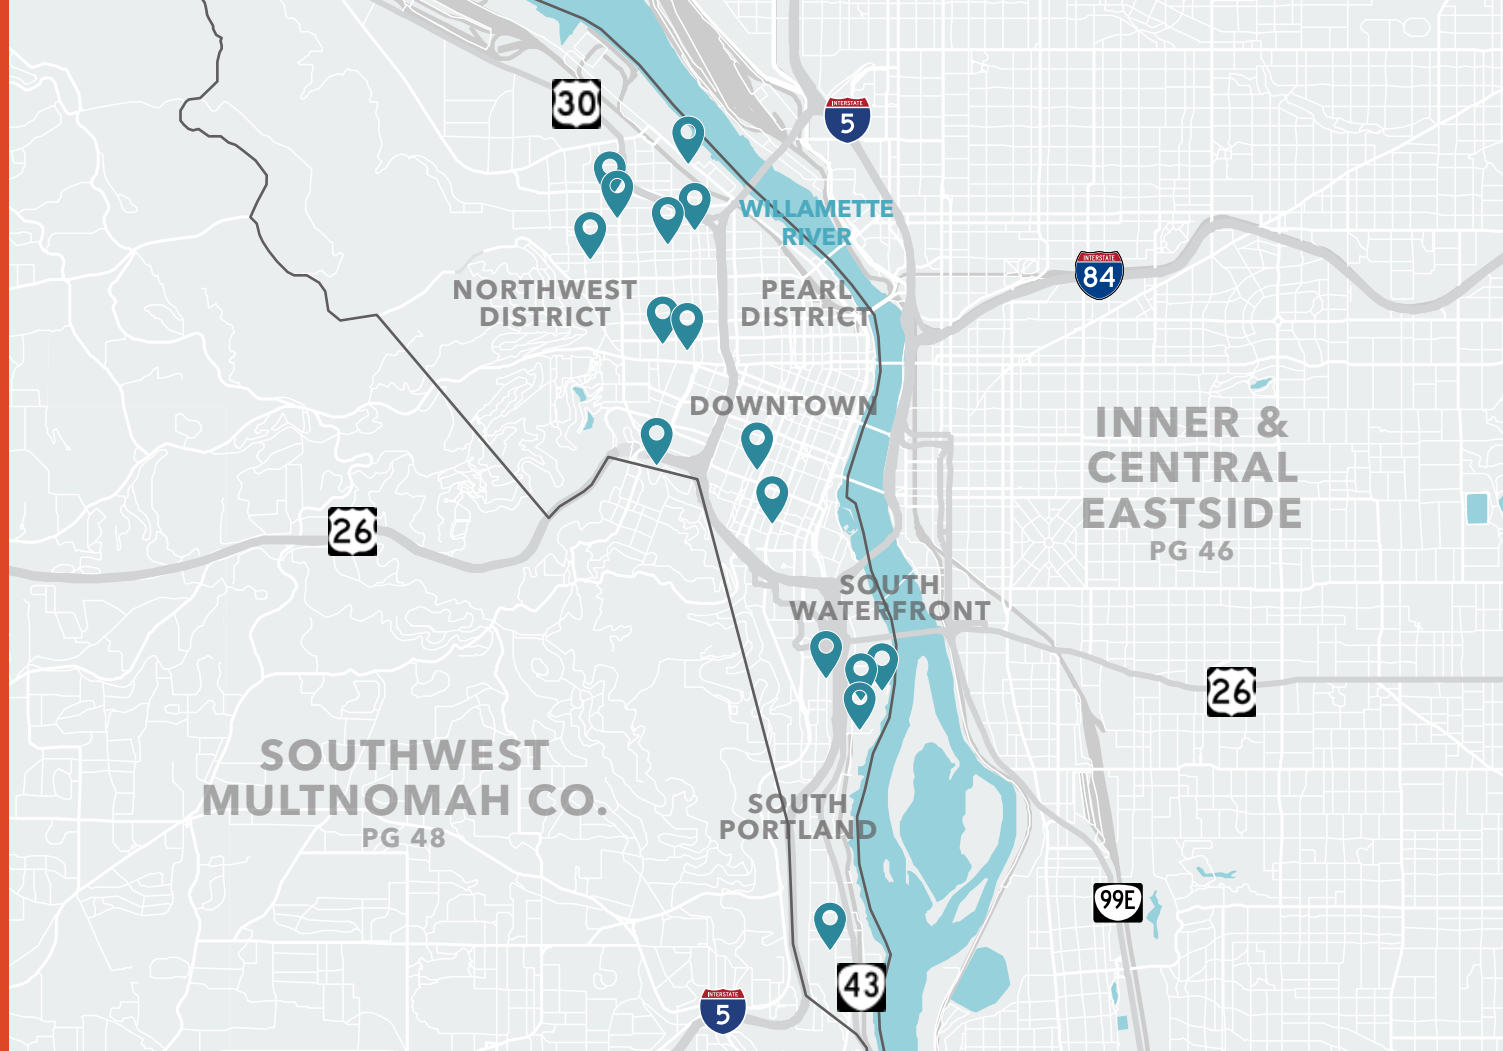 30
INTERSTATE
5
WILLAMETTE
RIVER
INTERSTATE
84
NORTHWEST
DISTRICT
PEARL
DISTRICT
DOWNTOWN
INNER &
CENTRAL
EASTSIDE
PG 46
26
SOUTH
WATERFRONT
26
SOUTHWEST
MULTNOMAH CO.
PG 48
SOUTH
PORTLAND
99E
43
INTERSTATE
5